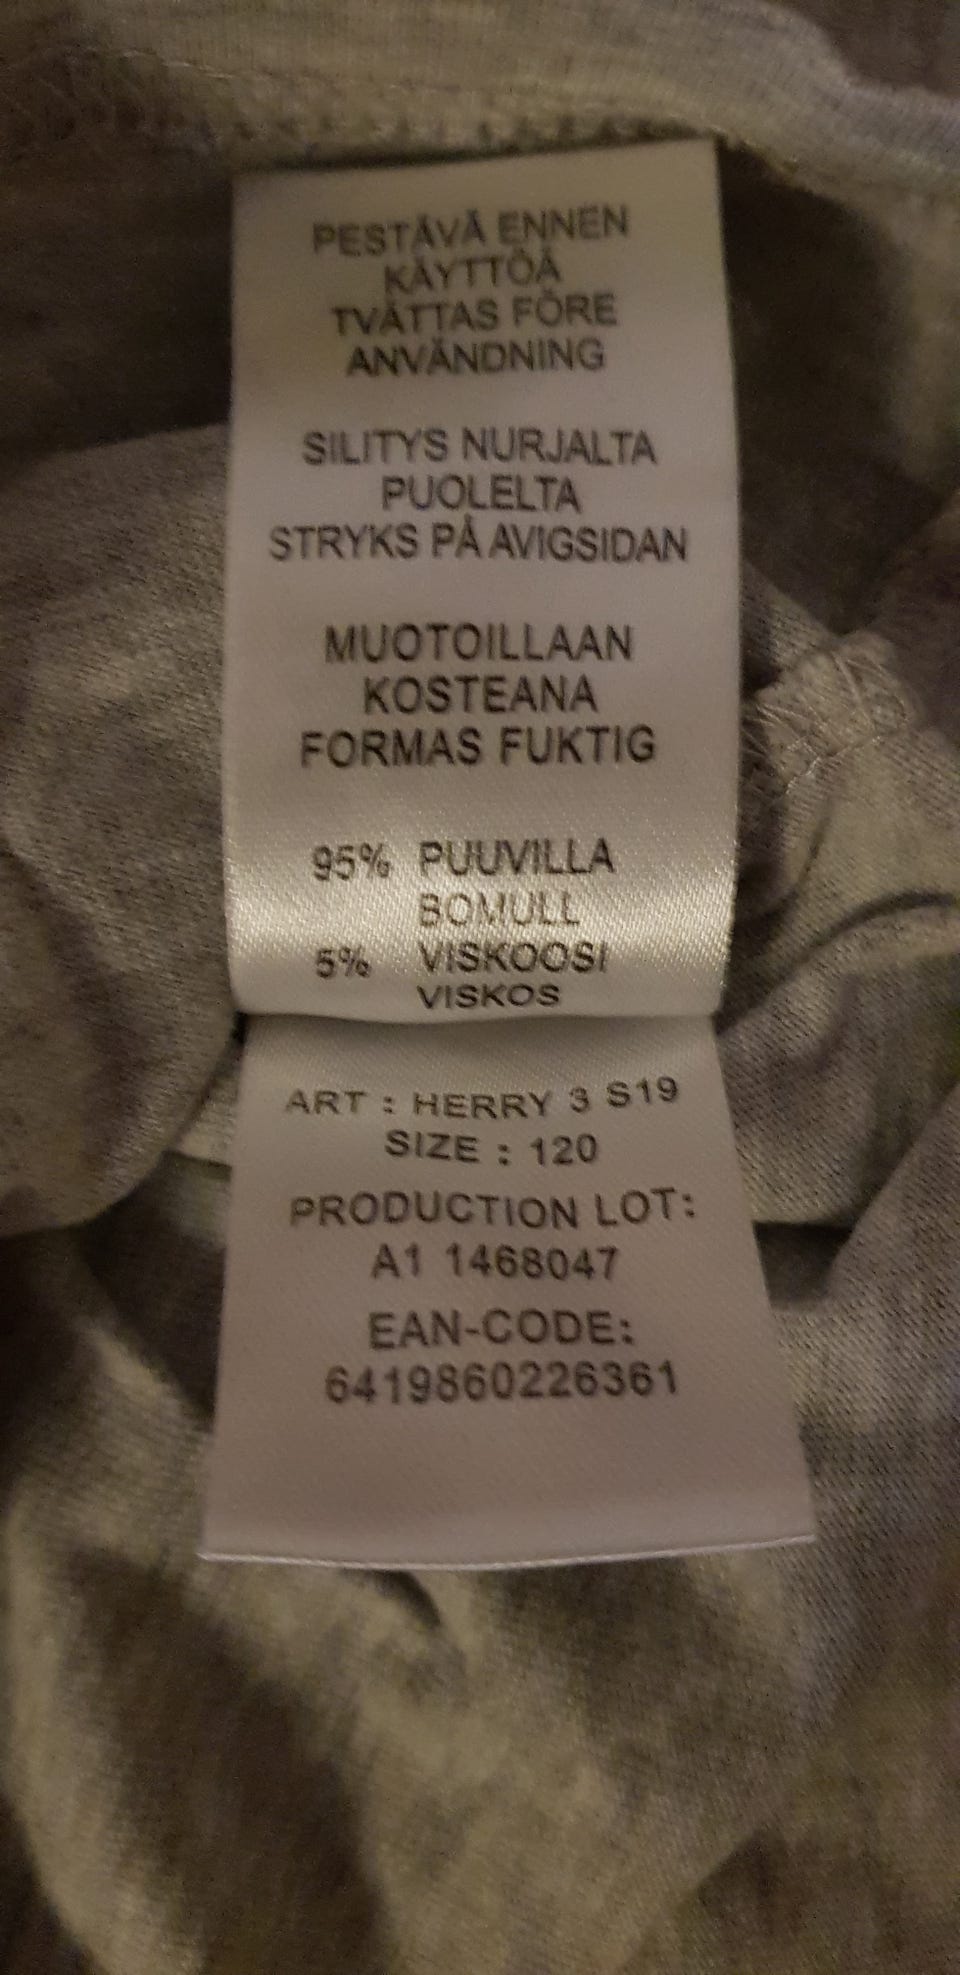 PESTÄVÄ ENNEN
KÄYTTÖÄ
TVÄTTAS FÖRE
ANVÄNDNING
SILITYS NURJALTA
PUOLELTA
STRYKS PÅ AVIGSIDAN
MUOTOILLAAN
KOSTEANA
FORMAS FUKTIG
95% PUUVILLA
BOMULL
5% VISKOOSI
VISKOS
ART : HERRY 3 S19
SIZE : 120
PRODUCTION LOT:
A1 1468047
EAN-CODE:
6419860226361